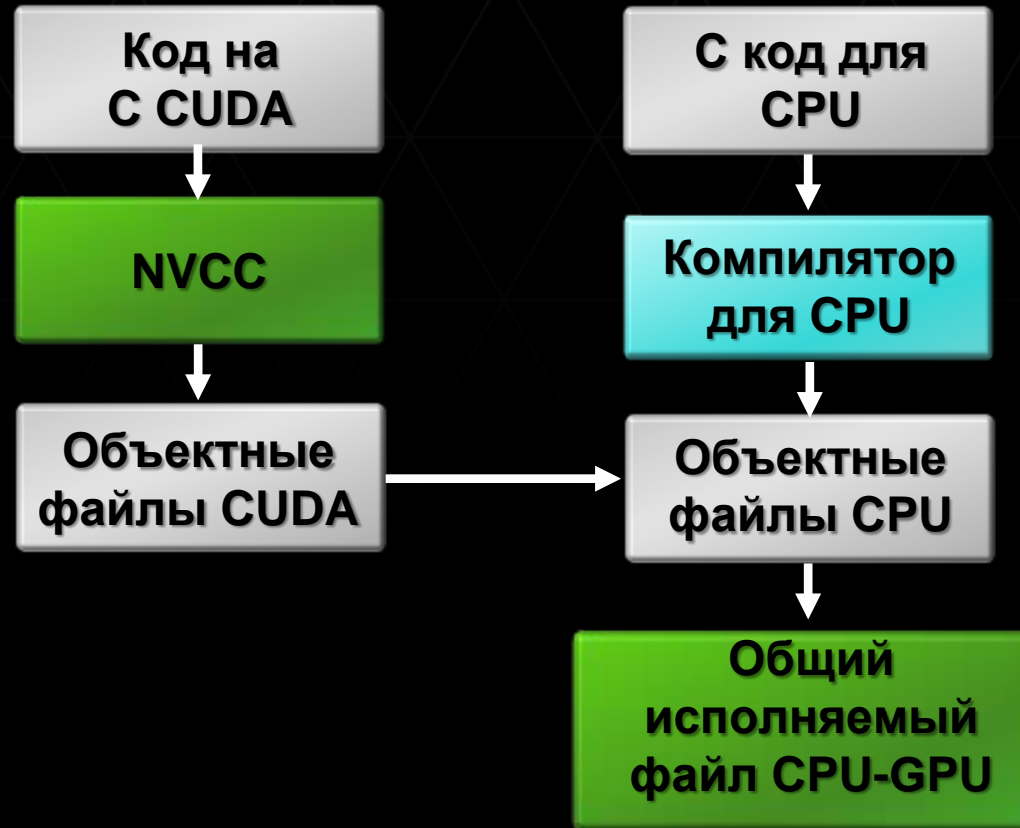 Код на
C CUDA
NVCC
Объектные
файлы CUDA
C код для
CPU
Компилятор
для CPU
Объектные
файлы CPU
Общий
исполняемый
файл CPU-GPU